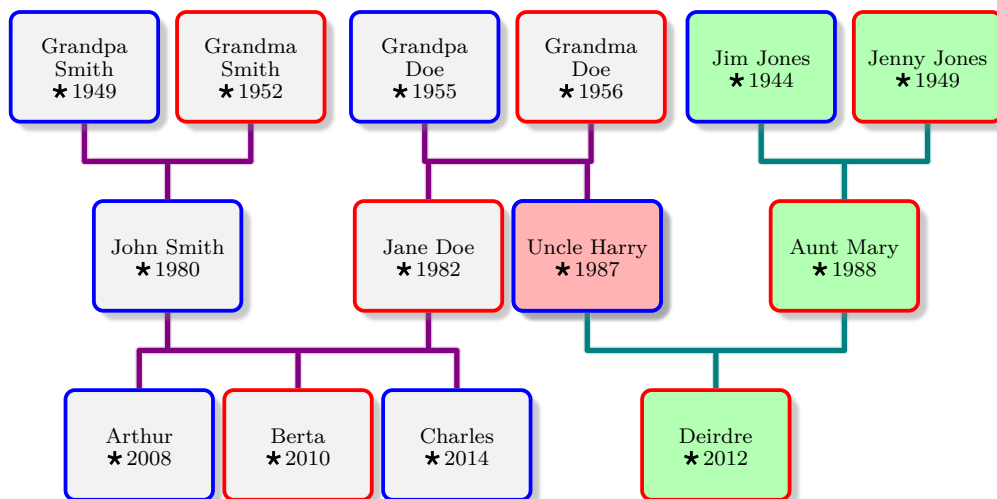 Grandpa
Smith
★1949
Grandma
Smith
★1952
Grandpa
Doe
★1955
Grandma
Doe
★1956
Jim Jones
★1944
Jenny Jones
★1949
John Smith
★1980
Jane Doe
★1982
Uncle Harry
★1987
Aunt Mary
★1988
Arthur
★2008
Berta
★2010
Charles
★2014
Deirdre
★2012